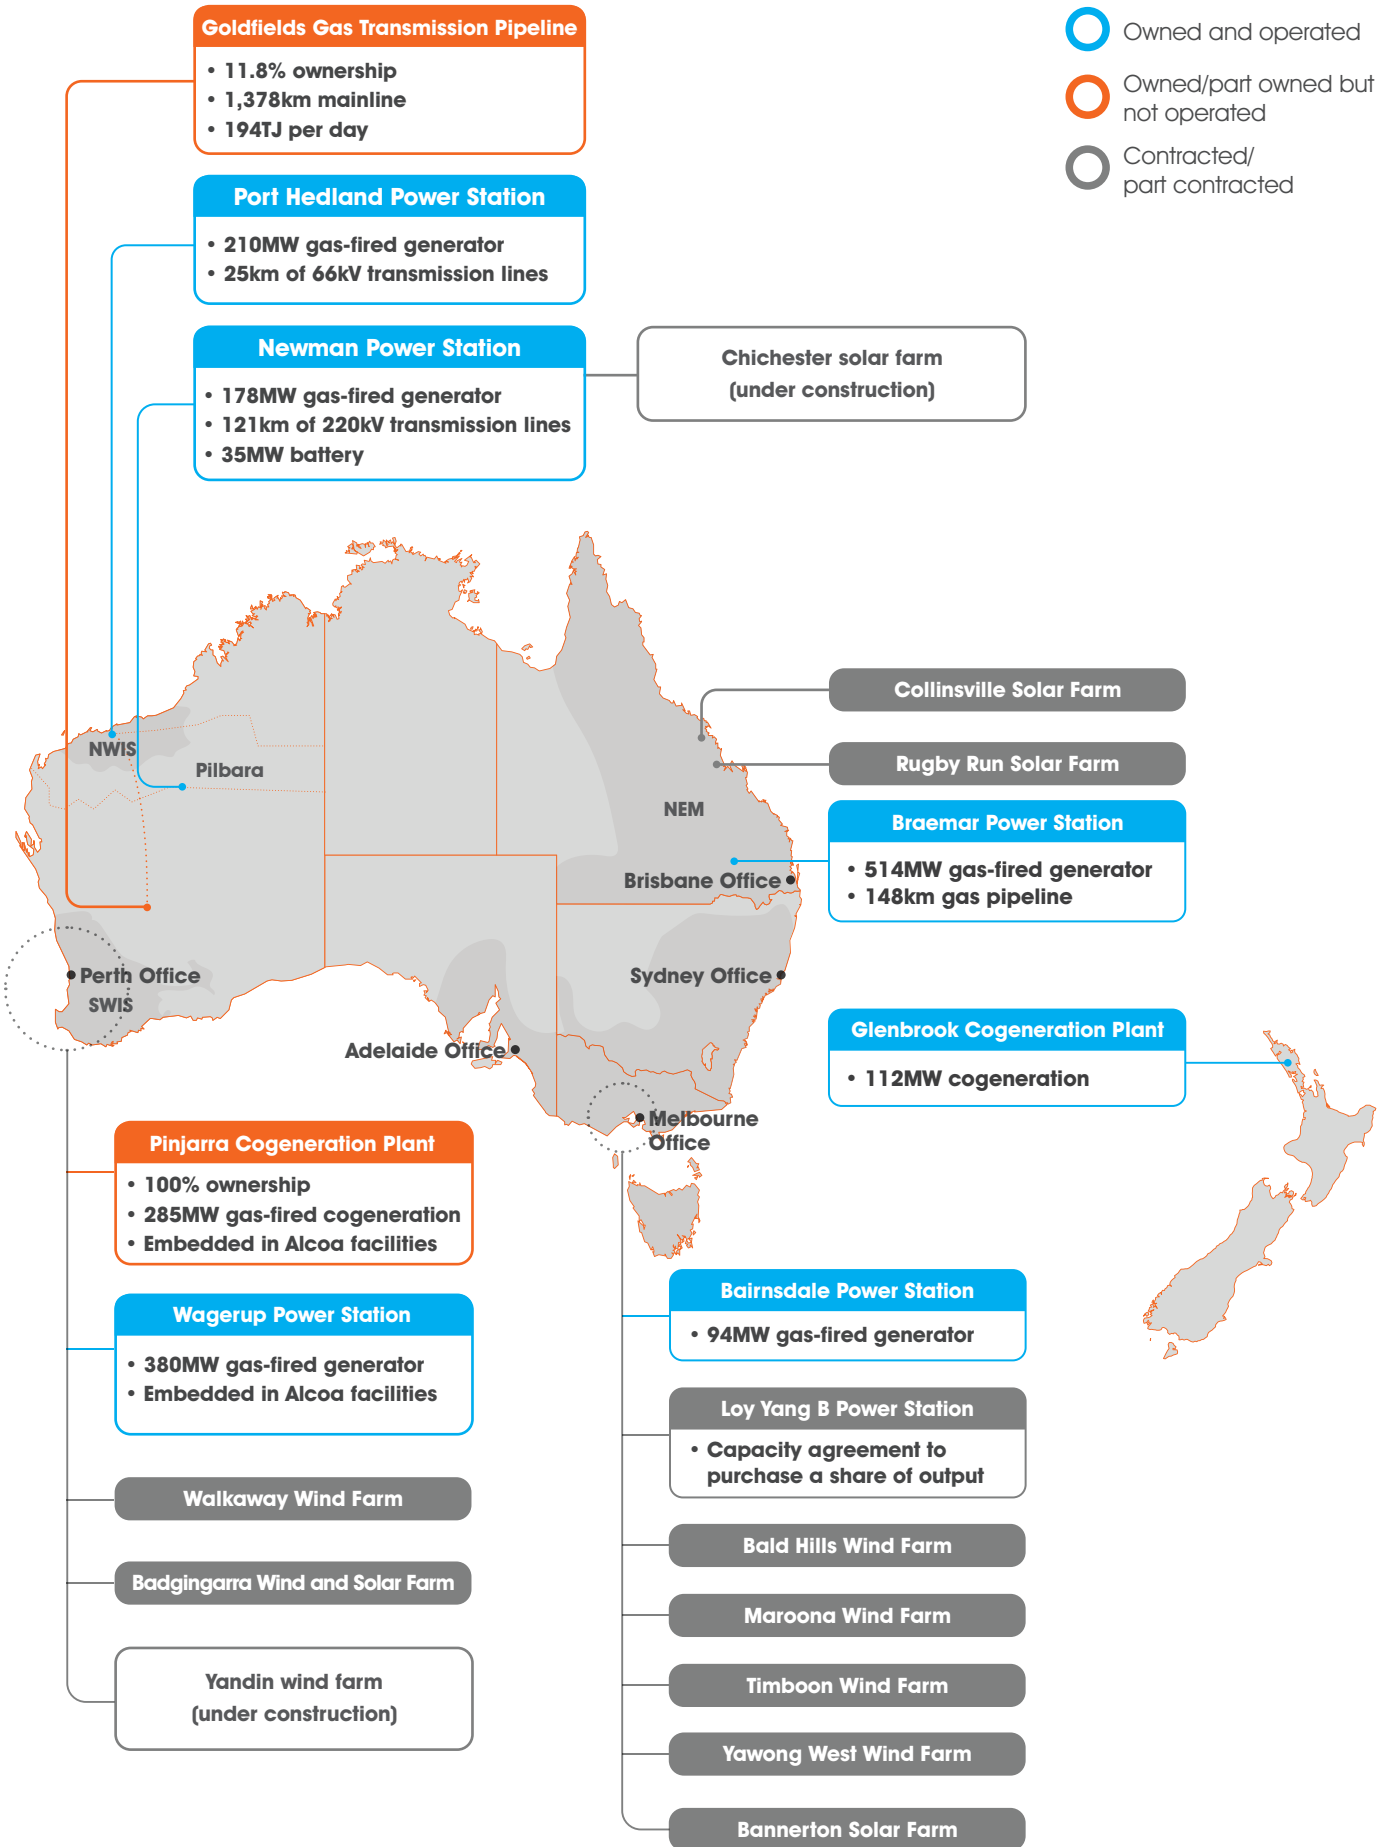 Goldfields Gas Transmission Pipeline
• 11.8% ownership
• 1,378km mainline
• 194TJ per day
Owned and operated
Owned/part owned but
not operated
Contracted/
part contracted
Port Hedland Power Station
• 210MW gas-fired generator
• 25km of 66kV transmission lines
Newman Power Station
• 178MW gas-fired generator
• 121km of 220kV transmission lines
• 35MW battery
Chichester solar farm
(under construction)
NWIS
Pilbara
NEM
Brisbane Office
Perth Office
SWIS
Sydney Office
Adelaide Office
Melbourne
Office
Collinsville Solar Farm
Rugby Run Solar Farm
Braemar Power Station
• 514MW gas-fired generator
• 148km gas pipeline
Glenbrook Cogeneration Plant
• 112MW cogeneration
Pinjarra Cogeneration Plant
• 100% ownership
• 285MW gas-fired cogeneration
• Embedded in Alcoa facilities
Wagerup Power Station
• 380MW gas-fired generator
• Embedded in Alcoa facilities
Walkaway Wind Farm
Badgingarra Wind and Solar Farm
Yandin wind farm
(under construction)
Bairnsdale Power Station
• 94MW gas-fired generator
Loy Yang B Power Station
• Capacity agreement to
purchase a share of output
Bald Hills Wind Farm
Maroona Wind Farm
Timboon Wind Farm
Yawong West Wind Farm
Bannerton Solar Farm